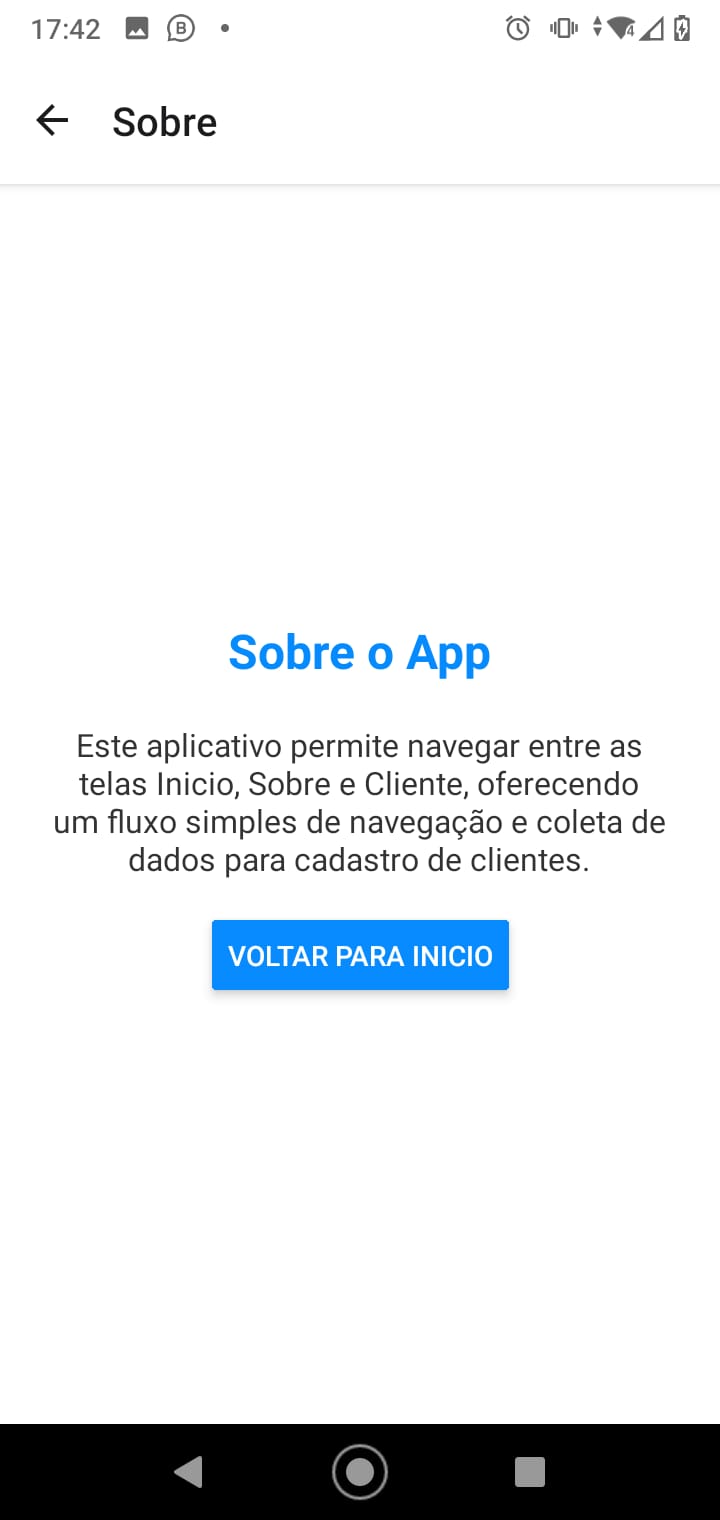 17:42
Sobre
Sobre o App
Este aplicativo permite navegar entre as
telas Inicio, Sobre e Cliente, oferecendo
um fluxo simples de navegação e coleta de
dados para cadastro de clientes.
VOLTAR PARA INICIO